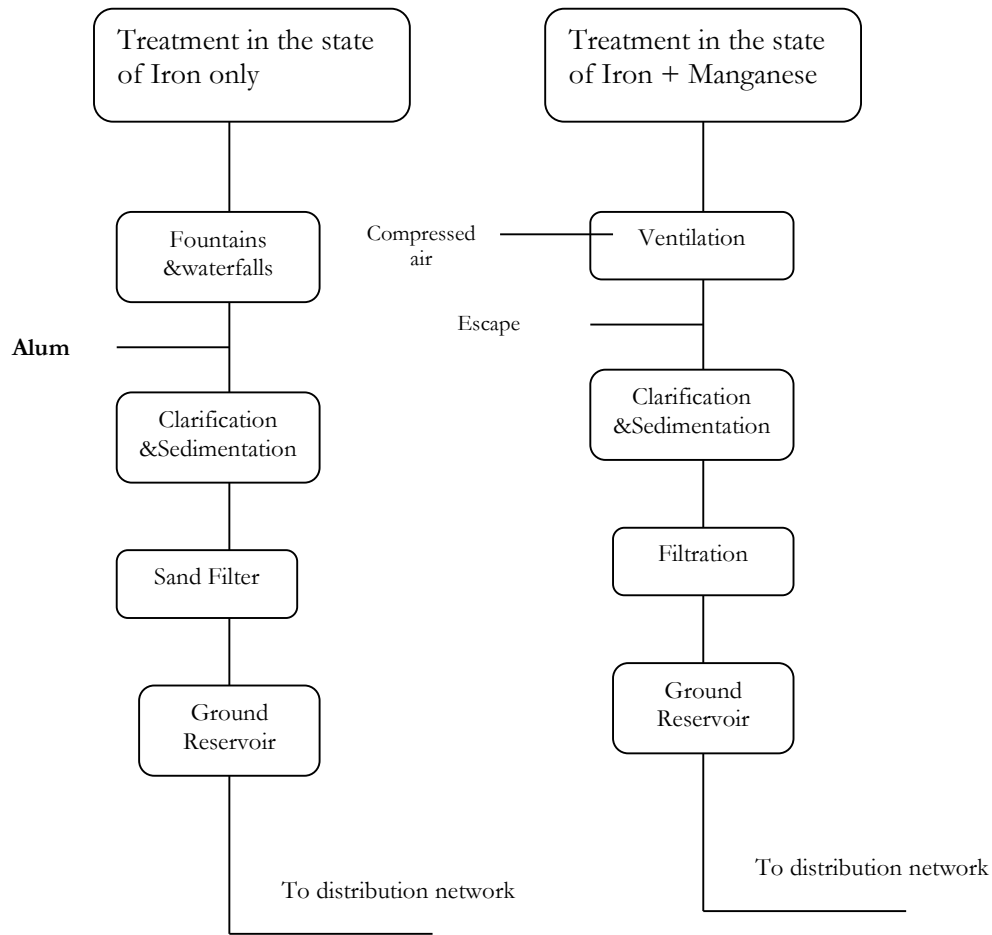 Treatment in the state
of Iron only
Fountains
&waterfalls
Alum
Clarification
&Sedimentation
Sand Filter
Ground
Reservoir
To distribution network
Treatment in the state
of Iron + Manganese
Compressed
air
Ventilation
Escape
Clarification
&Sedimentation
Filtration
Ground
Reservoir
To distribution network